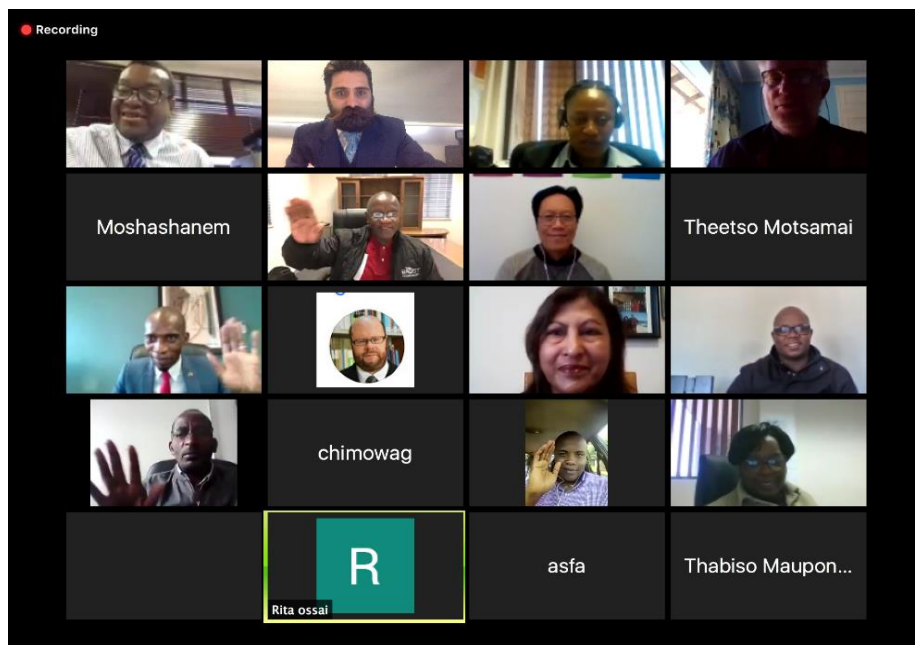 Recording
Moshashanem
Theetso Motsamai
chimowag
R
Rita ossai
asfa
Thabiso Maupon...